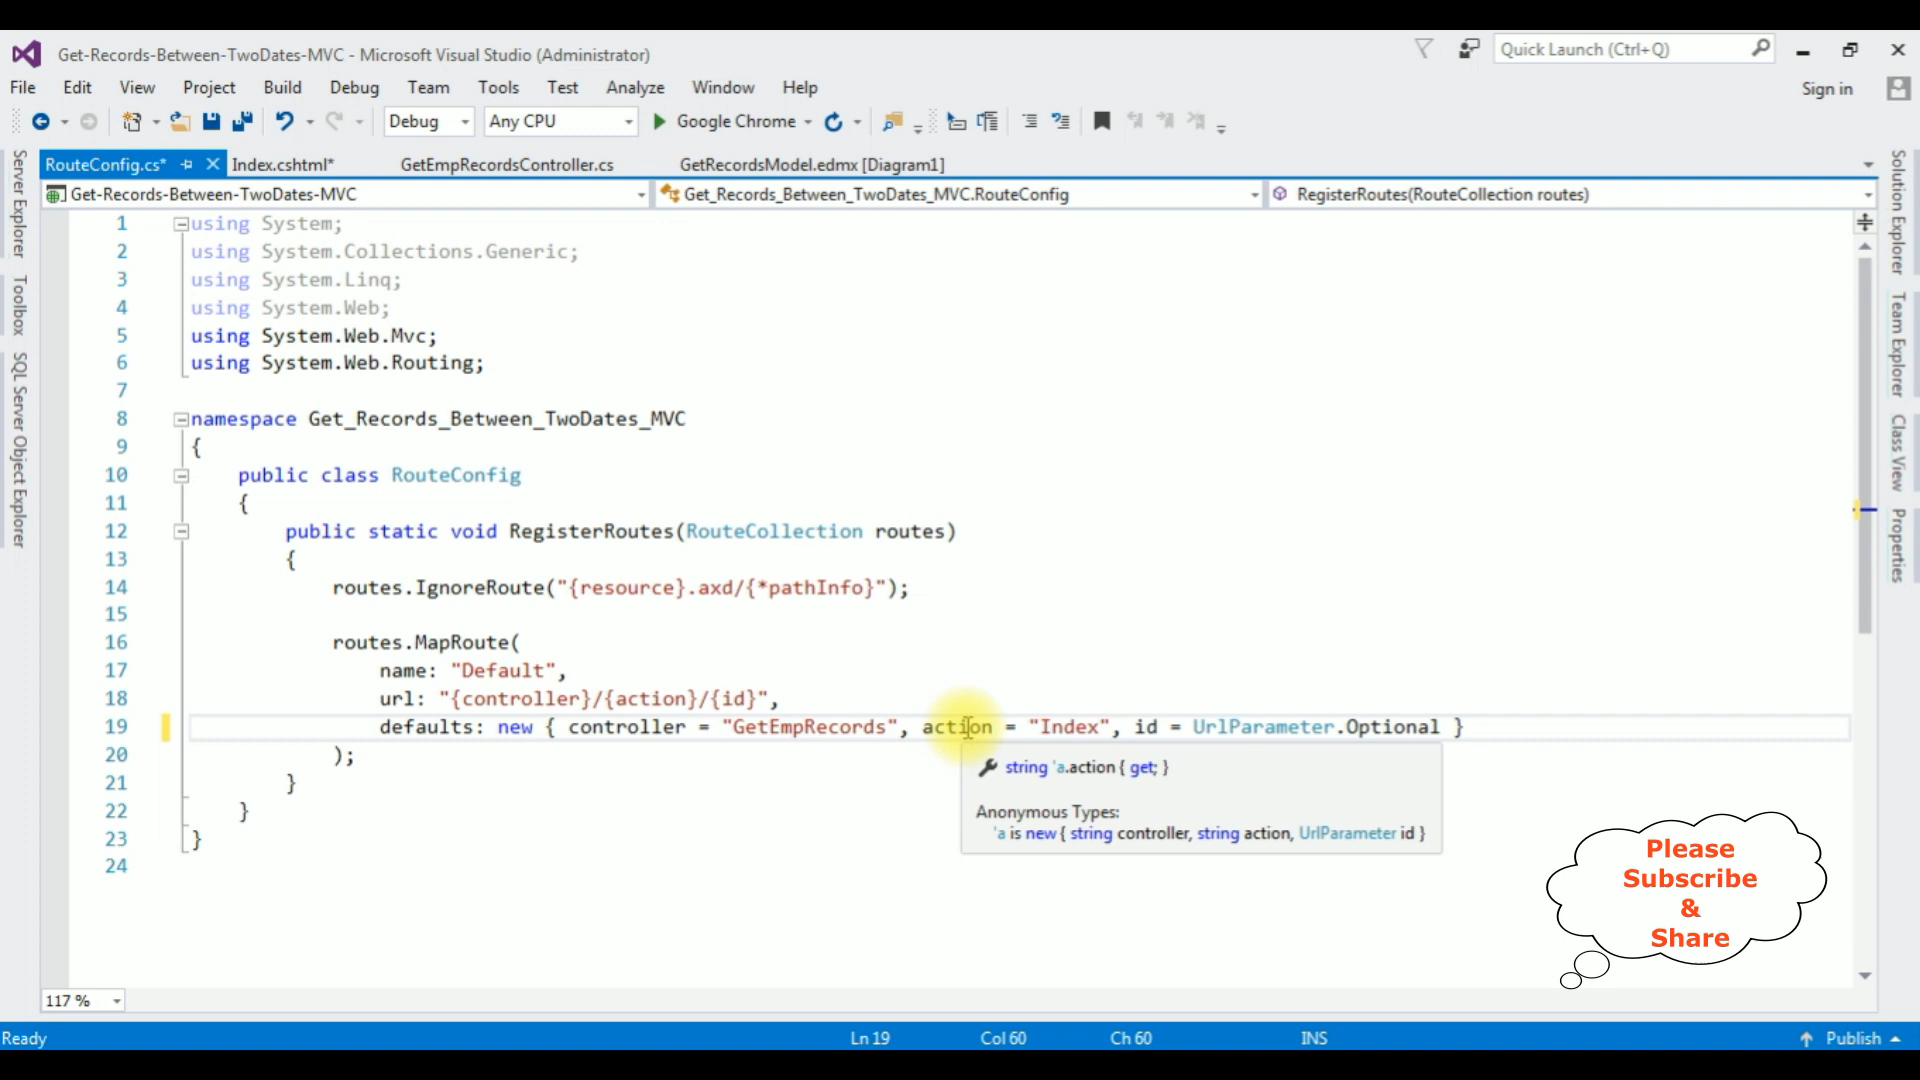 Get-Records-Between-TwoDates-MVC - Microsoft Visual Studio (Administrator)
Quick Launch (Ctrl+Q)
File Edit View Project Build Debug Team Tools Test Analyze Window Help
Sign in
Debug Any CPU Google Chrome
RouteConfig.cs* Index.cshtml* GetEmpRecordsController.cs GetRecordsModel.edmx [Diagram1]
Get-Records-Between-TwoDates-MVC Get_Records_Between_TwoDates_MVC.RouteConfig RegisterRoutes(RouteCollection routes)
Server Explorer
Toolbox
SQL Server Object Explorer
1 using System;
2 using System.Collections.Generic;
3 using System.Linq;
4 using System.Web;
5 using System.Web.Mvc;
6 using System.Web.Routing;
7
8 namespace Get_Records_Between_TwoDates_MVC
9 {
10 public class RouteConfig
11 {
12 public static void RegisterRoutes(RouteCollection routes)
13 {
14 routes.IgnoreRoute("{resource}.axd/{*pathInfo}");
15
16 routes.MapRoute(
17 name: "Default",
18 url: "{controller}/{action}/{id}",
19 defaults: new { controller = "GetEmpRecords", action = "Index", id = UrlParameter.Optional }
20 );
21 }
22 }
23 }
24
string 'a.action { get; }
Anonymous Types:
'a is new { string controller, string action, UrlParameter id }
Solution Explorer
Team Explorer
Class View
Properties
Please
Subscribe
&
Share
117 %
Ready Ln 19 Col 60 Ch 60 INS Publish